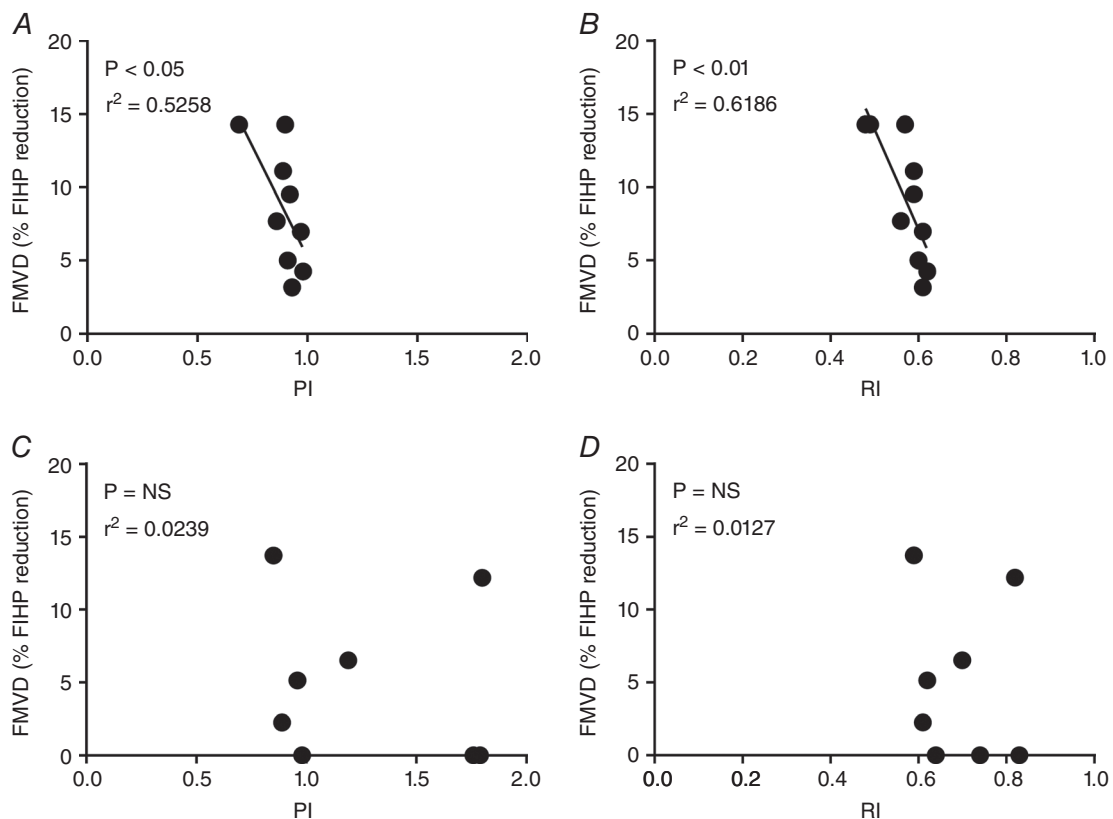 A
P < 0.05
r² = 0.5258
FMVD (% FIHP reduction)
20
15
10
5
0
0.0 0.5 1.0 1.5 2.0
PI
B
P < 0.01
r² = 0.6186
FMVD (% FIHP reduction)
20
15
10
5
0
0.0 0.2 0.4 0.6 0.8 1.0
RI
C
P = NS
r² = 0.0239
FMVD (% FIHP reduction)
20
15
10
5
0
0.0 0.5 1.0 1.5 2.0
PI
D
P = NS
r² = 0.0127
FMVD (% FIHP reduction)
20
15
10
5
0
0.0 0.2 0.4 0.6 0.8 1.0
RI